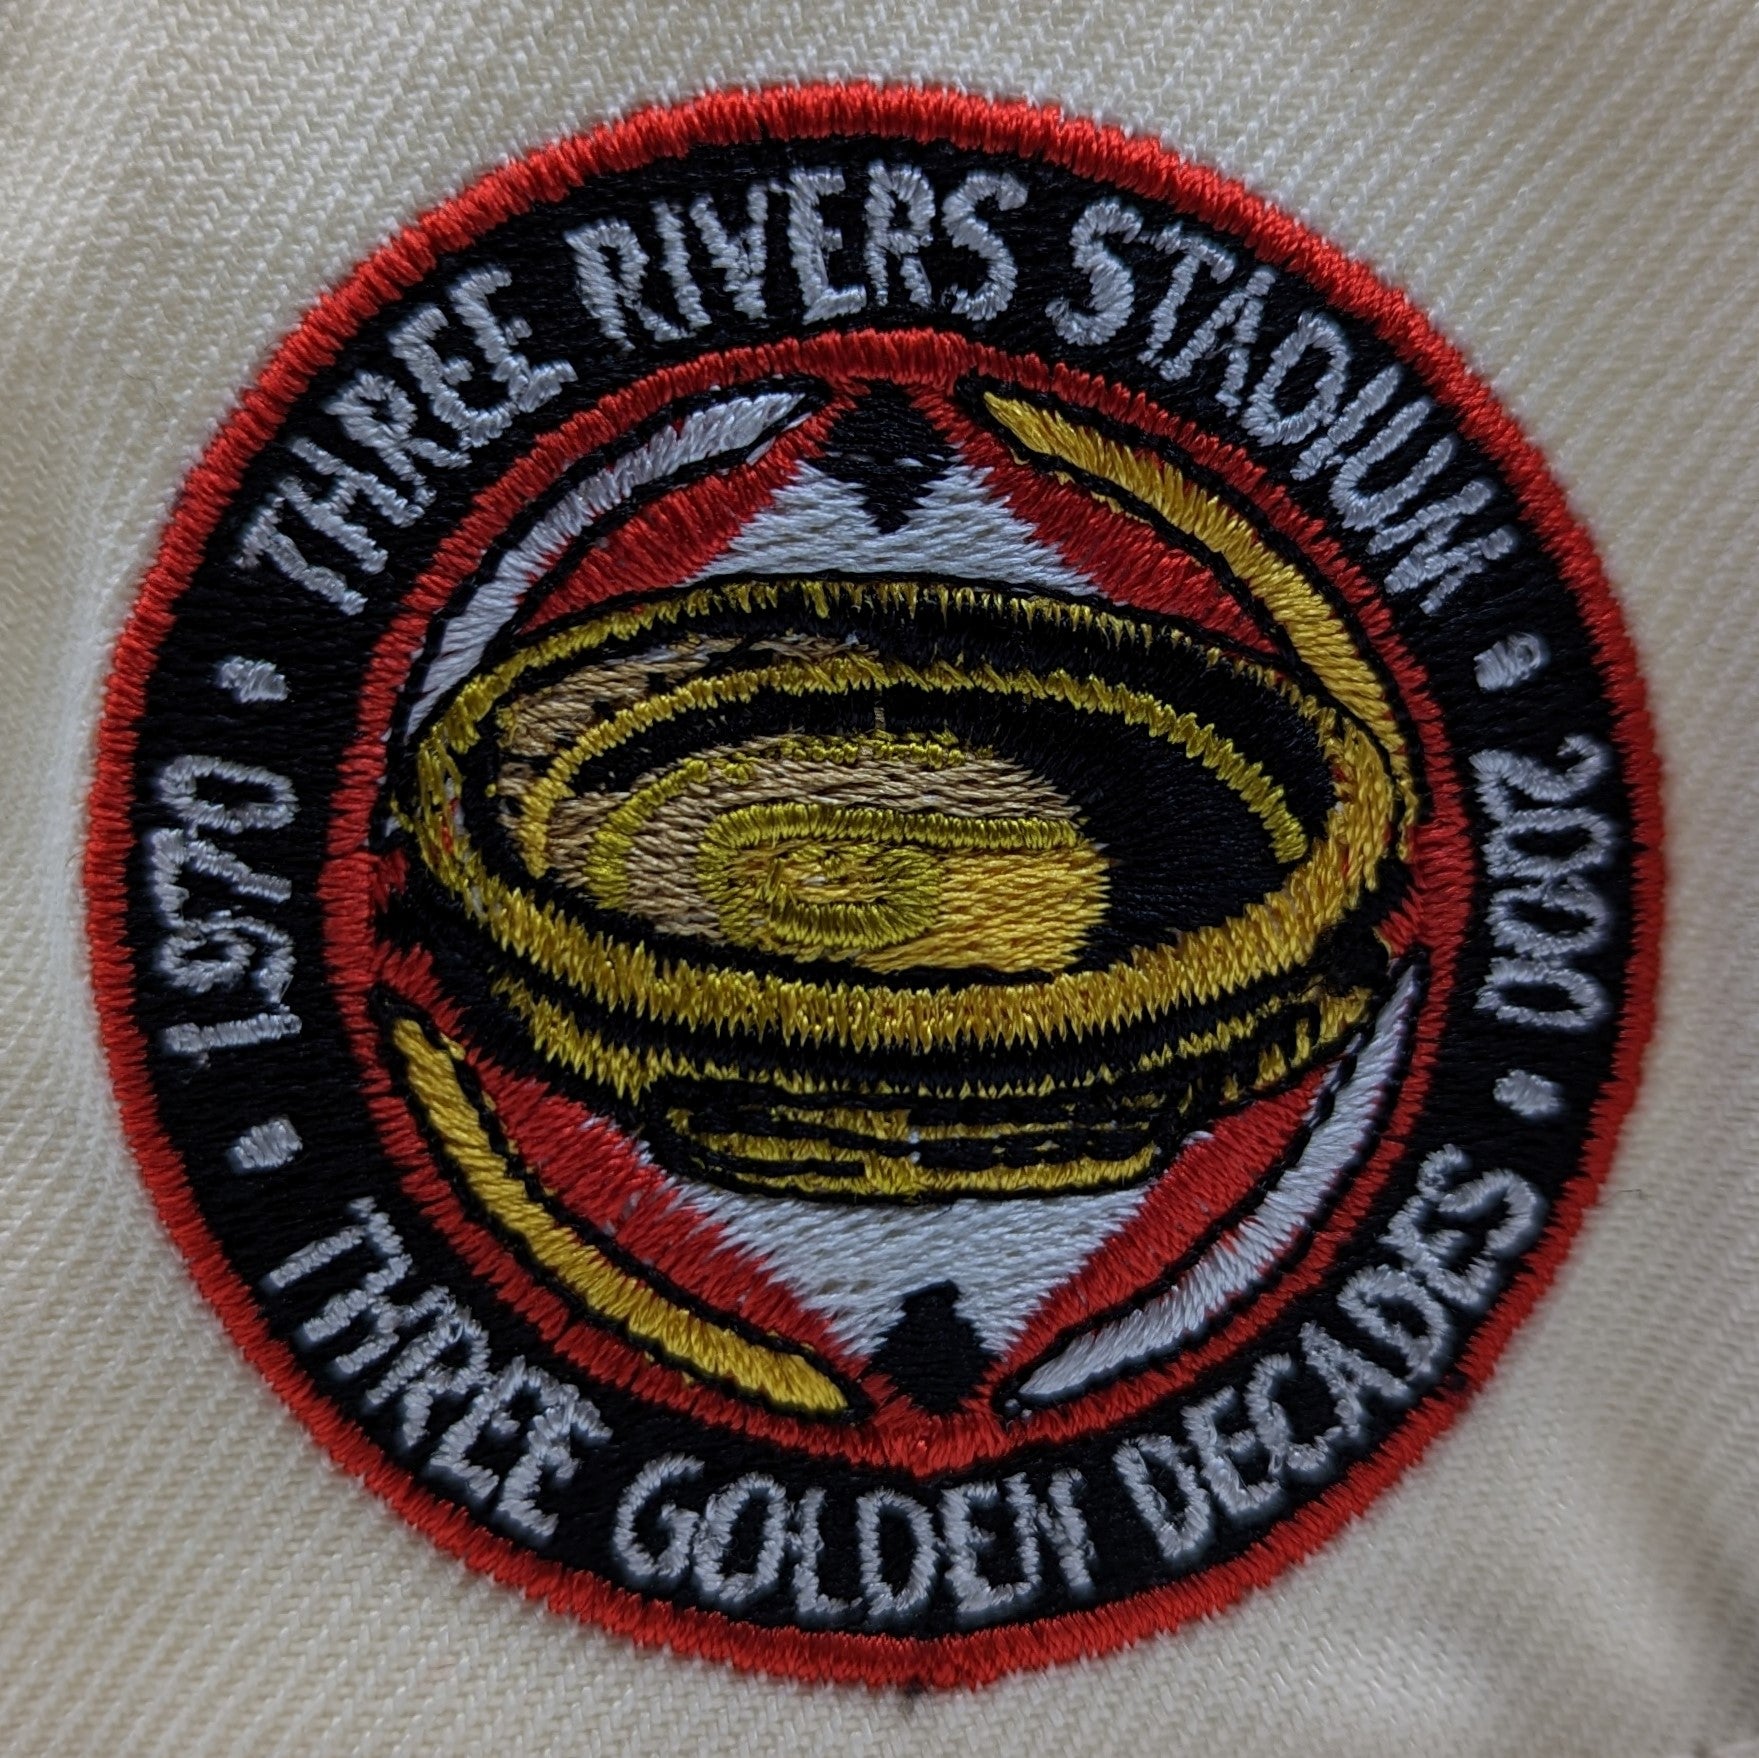 THREE RIVERS STADIUM
1970 • • 2000
THREE GOLDEN DECADES